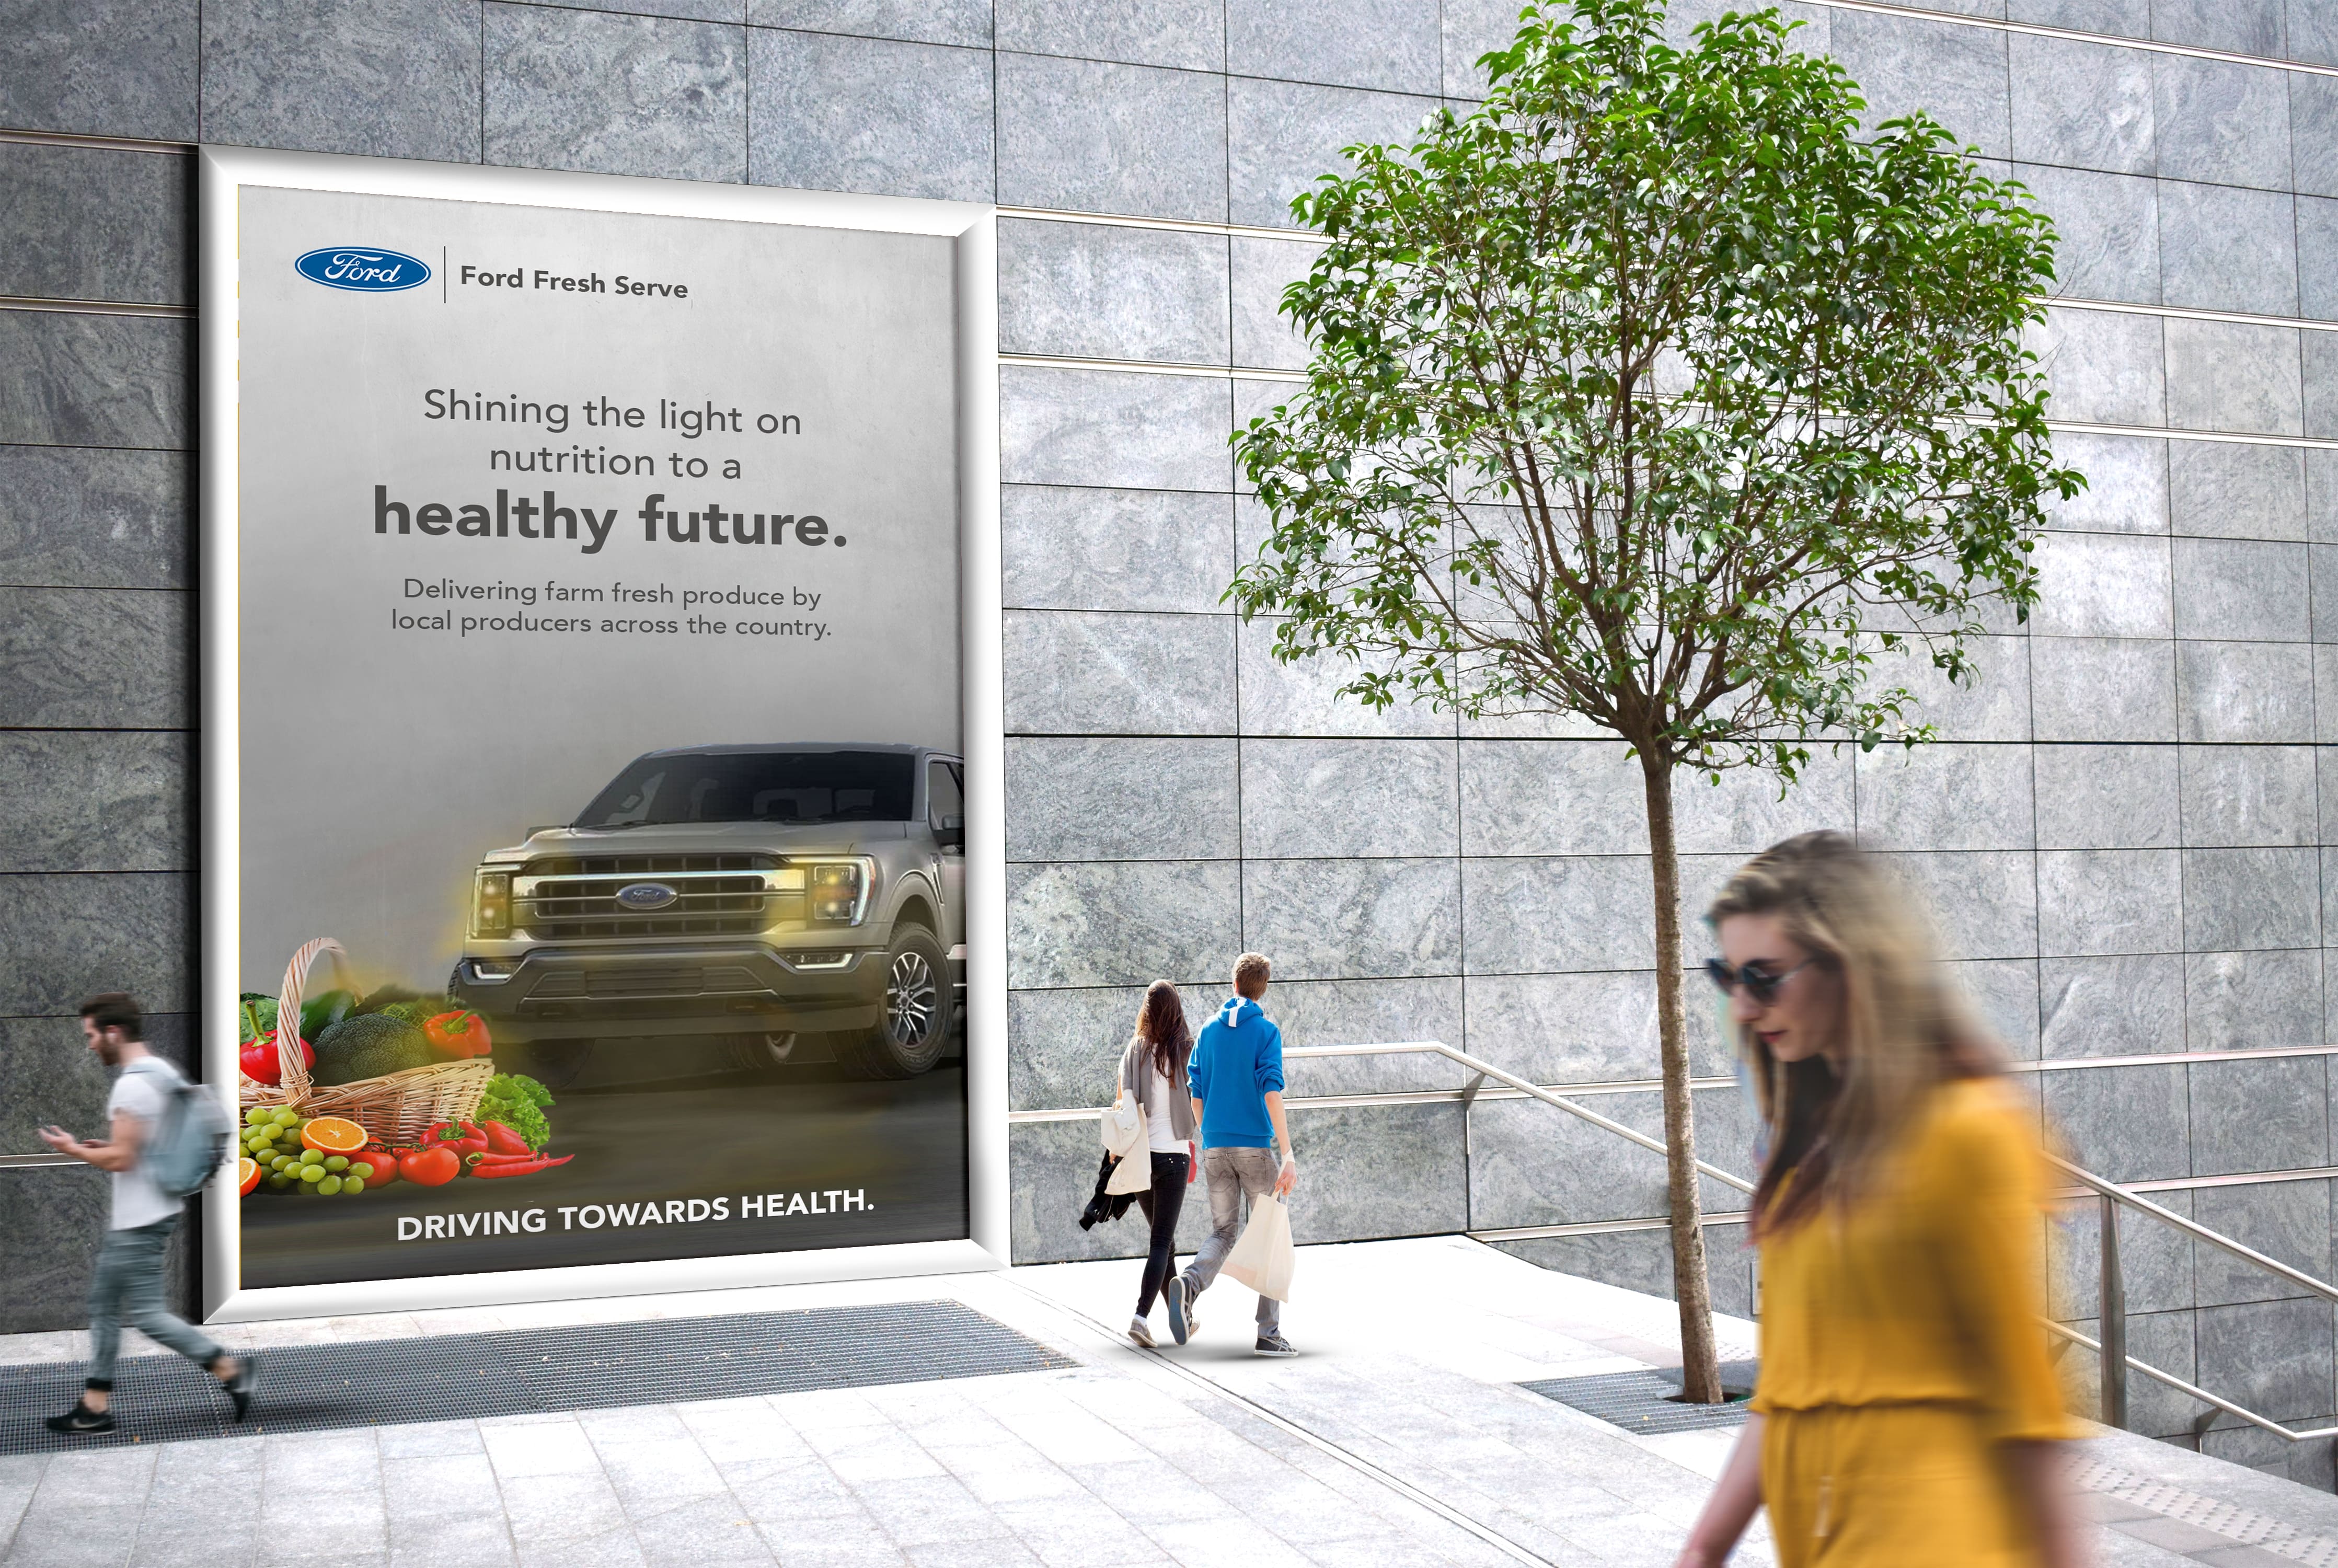 Ford
Ford Fresh Serve
Shining the light on
nutrition to a
healthy future.
Delivering farm fresh produce by
local producers across the country.
Ford
DRIVING TOWARDS HEALTH.